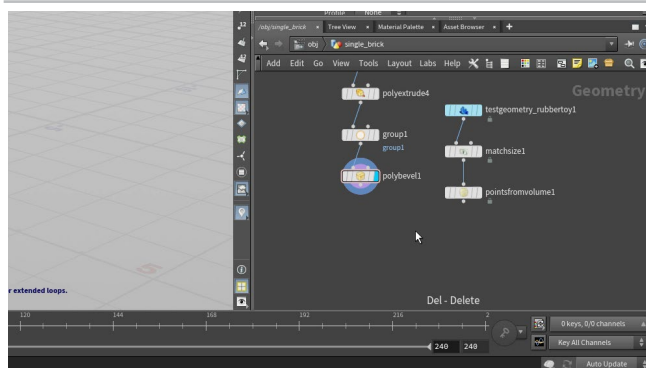 Profile None
/obj/single_brick × Tree View × Material Palette × Asset Browser × +
obj single_brick
Add Edit Go View Tools Layout Labs Help
Geometry
polyextrude4
testgeometry_rubbertoy1
group1
group1
matchsize1
polybevel1
pointsfromvolume1
r extended loops.
Del - Delete
120 144 168 192 216 2
0 keys, 0/0 channels
240 240
Key All Channels
Auto Update